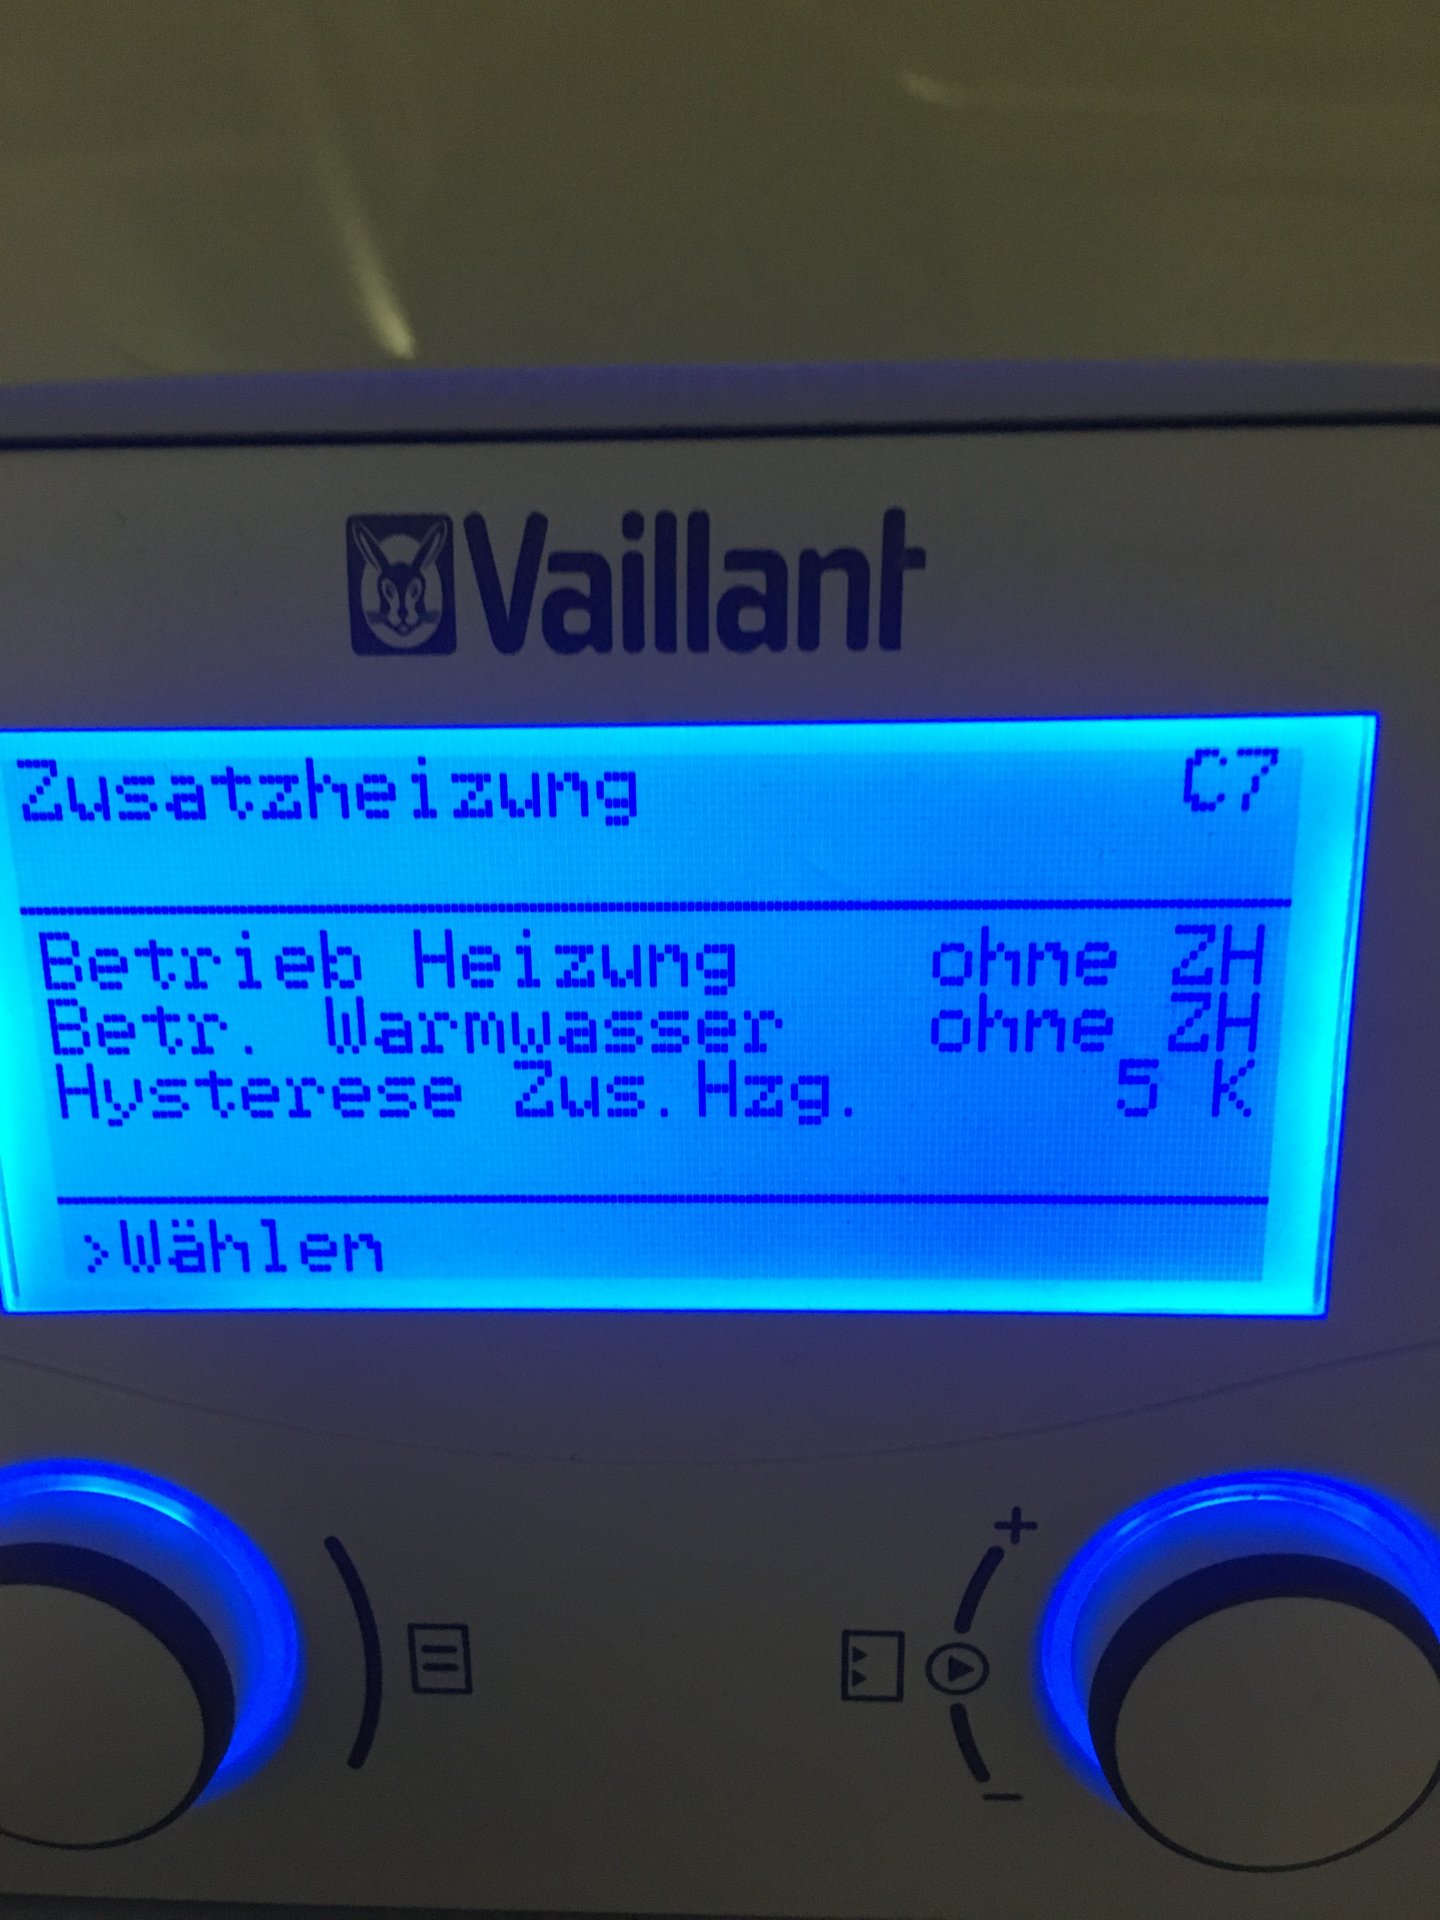 Vaillant
Zusatzheizung C7
Betrieb Heizung ohne ZH
Betr. Warmwasser ohne ZH
Hysterese Zus.Hzg. 5 K
>Wählen
+
−